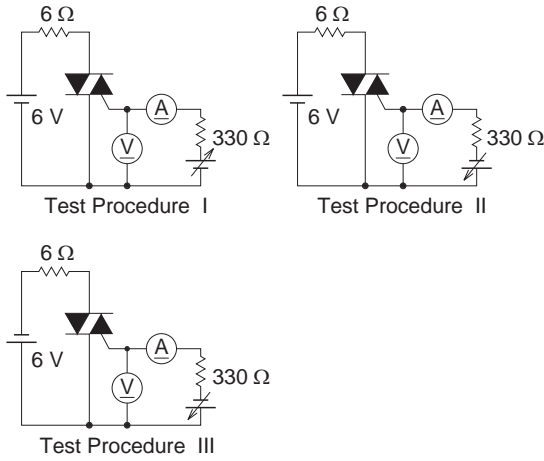 6 Ω
6 V
A
V
330 Ω
Test Procedure I
6 Ω
6 V
A
V
330 Ω
Test Procedure II
6 Ω
6 V
A
V
330 Ω
Test Procedure III